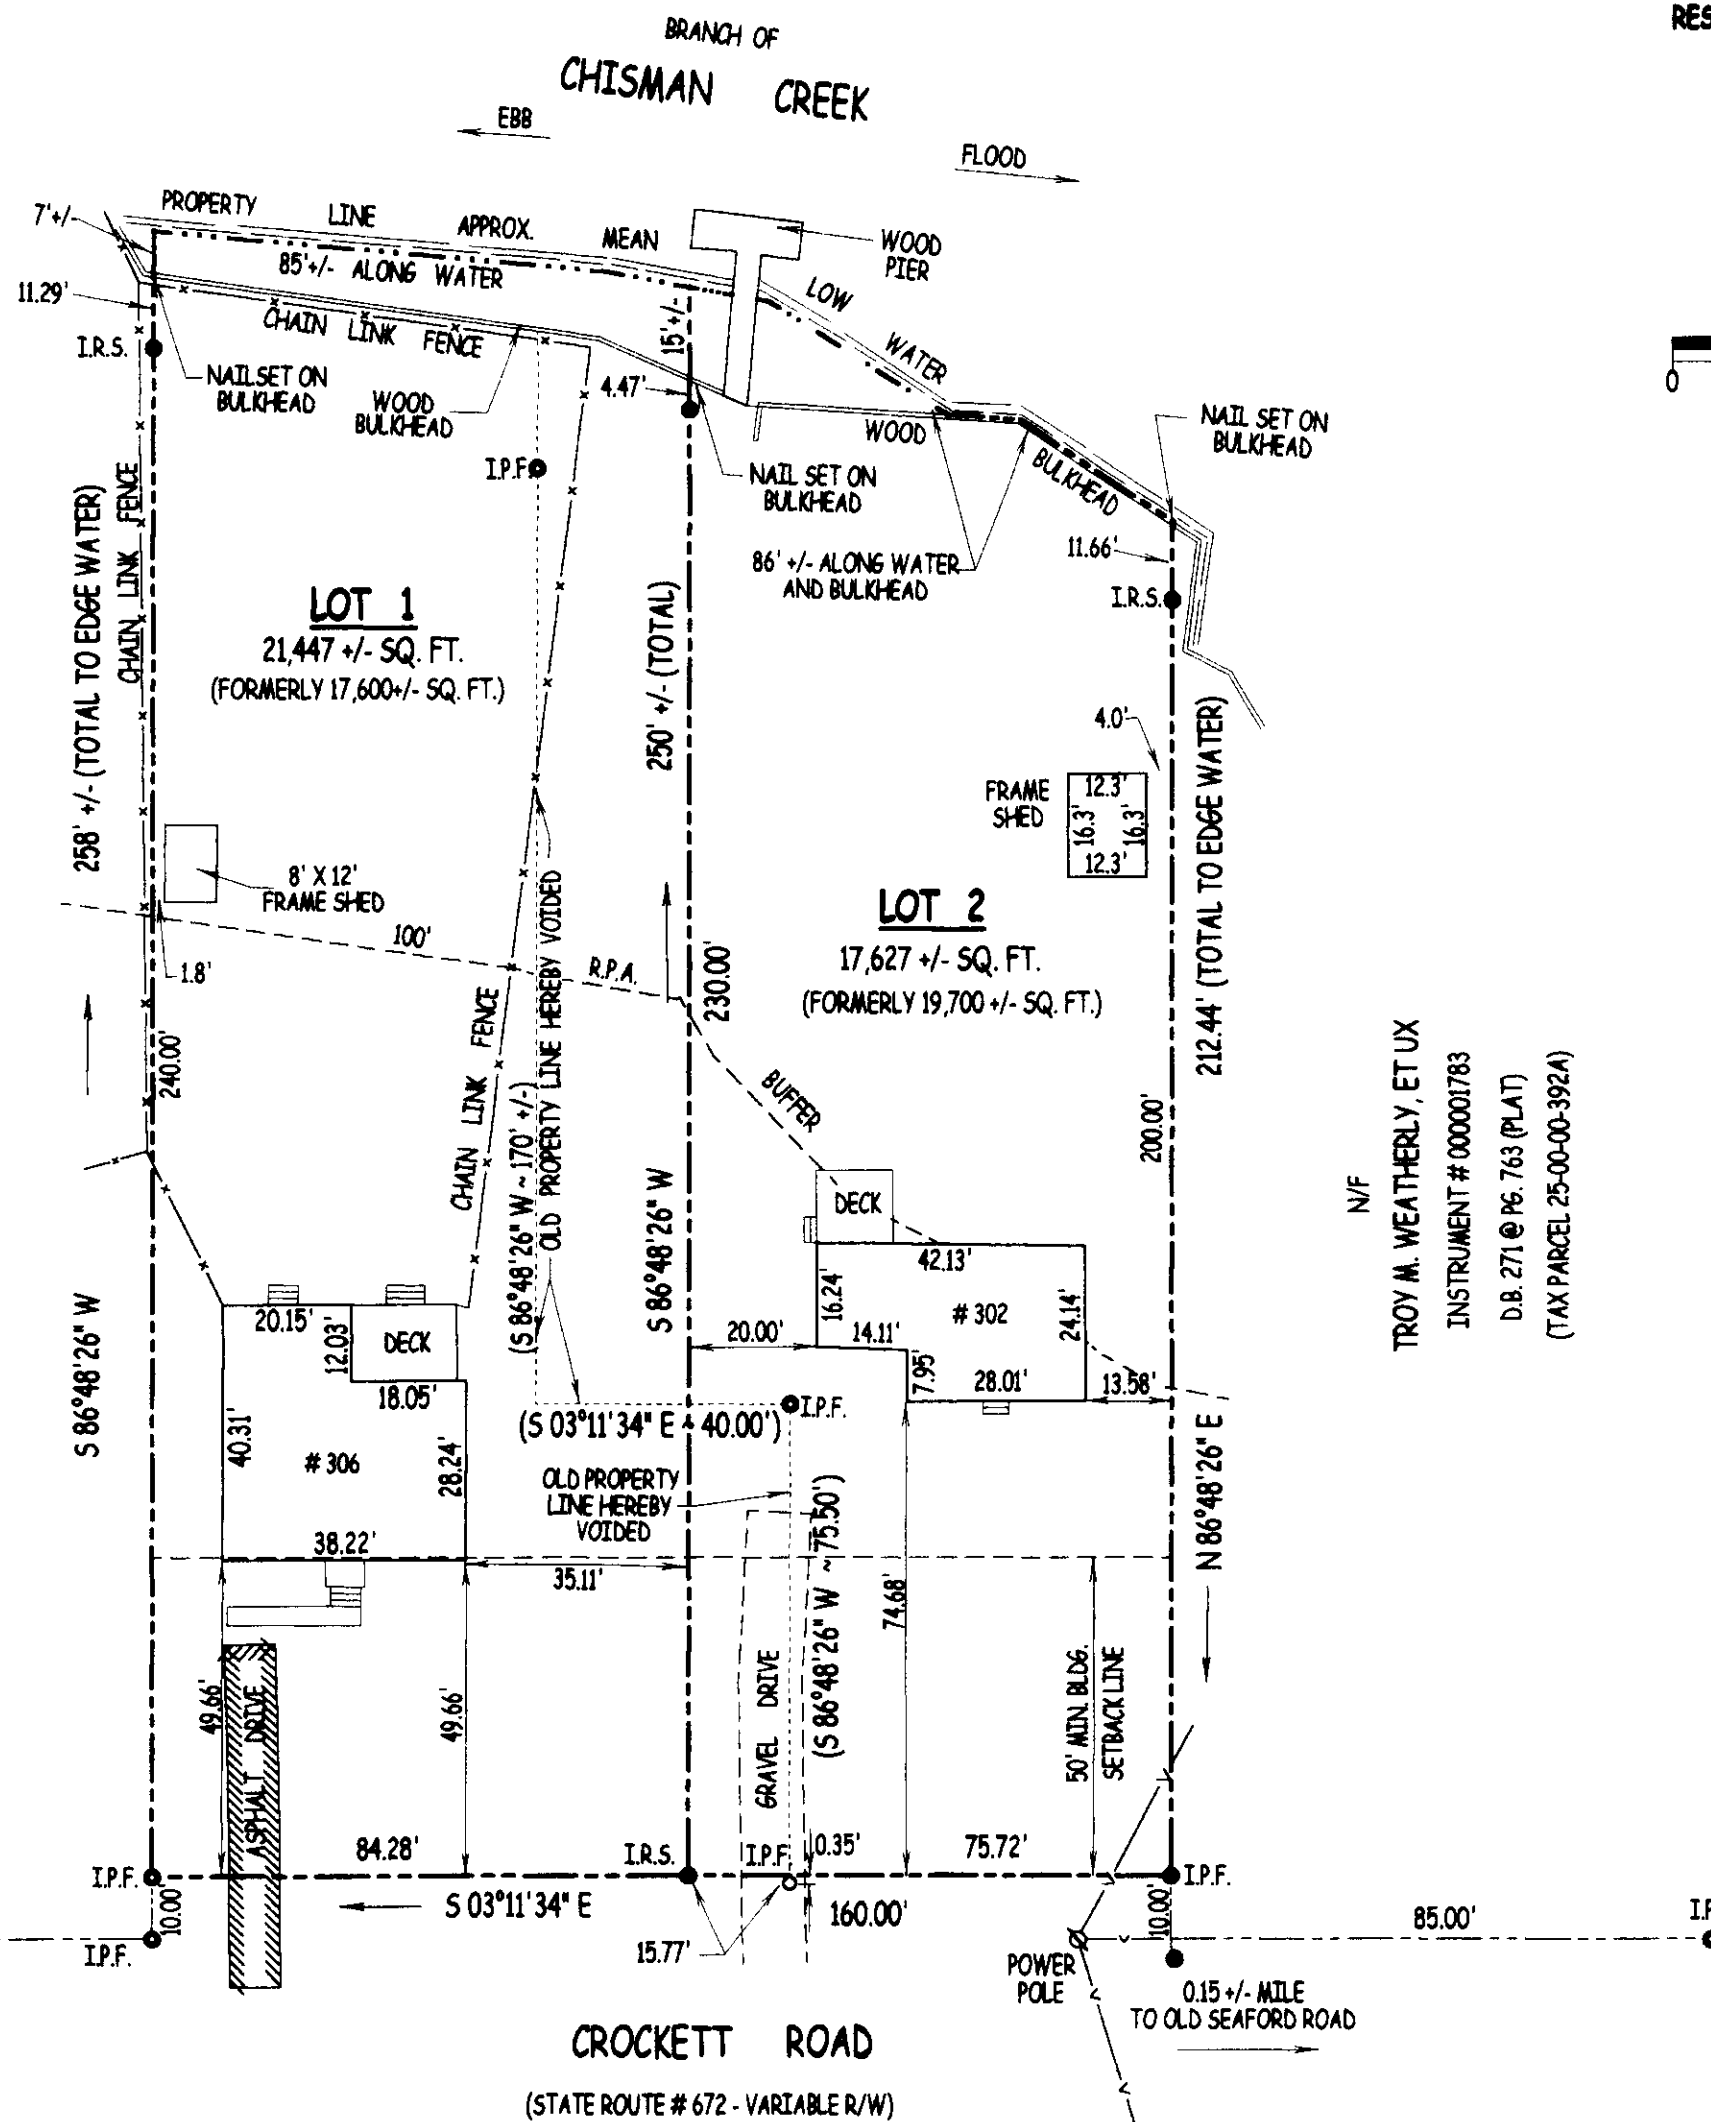 RES
BRANCH OF
CHISMAN CREEK
EBB
FLOOD
7'+/-
PROPERTY LINE APPROX. MEAN
LOW WATER
85'+/- ALONG WATER
WOOD
PIER
11.29'
CHAIN LINK FENCE
15'+/-
I.R.S.
NAIL SET ON
BULKHEAD
WOOD
BULKHEAD
4.47'
0
WOOD
BULKHEAD
NAIL SET ON
BULKHEAD
I.P.F.
NAIL SET ON
BULKHEAD
86' +/- ALONG WATER
AND BULKHEAD
11.66'
I.R.S.
258' +/- (TOTAL TO EDGE WATER)
CHAIN LINK FENCE
LOT 1
21,447 +/- SQ. FT.
(FORMERLY 17,600+/- SQ. FT.)
250' +/- (TOTAL)
4.0'
FRAME
SHED
12.3'
16.3'
16.3'
12.3'
212.44' (TOTAL TO EDGE WATER)
8' X 12'
FRAME SHED
LOT 2
17,627 +/- SQ. FT.
(FORMERLY 19,700 +/- SQ. FT.)
100'
R.P.A.
BUFFER
1.8'
240.00'
CHAIN LINK FENCE
(S 86°48'26" W ~ 170' +/-)
OLD PROPERTY LINE HEREBY VOIDED
230.00'
200.00'
N/F
TROY M. WEATHERLY, ET UX
INSTRUMENT # 000001783
D.B. 271 @ PG. 763 (PLAT)
(TAX PARCEL 25-00-00-392A)
S 86°48'26" W
S 86°48'26" W
DECK
42.13'
16.24'
# 302
24.14'
20.00'
14.11'
7.95'
28.01'
13.58'
20.15'
12.03'
DECK
18.05'
40.31'
# 306
28.24'
38.22'
I.P.F.
(S 03°11'34" E ~ 40.00')
OLD PROPERTY
LINE HEREBY
VOIDED
(S 86°48'26" W ~ 75.50')
N 86°48'26" E
35.11'
74.68'
49.66'
ASPHALT DRIVE
49.66'
GRAVEL DRIVE
50' MIN. BLDG.
SETBACK LINE
84.28'
I.R.S.
I.P.F.
0.35'
75.72'
I.P.F.
I.P.F.
10.00'
S 03°11'34" E
160.00'
10.00'
85.00'
I.P.F.
15.77'
POWER
POLE
0.15 +/- MILE
TO OLD SEAFORD ROAD
CROCKETT ROAD
(STATE ROUTE # 672 - VARIABLE R/W)